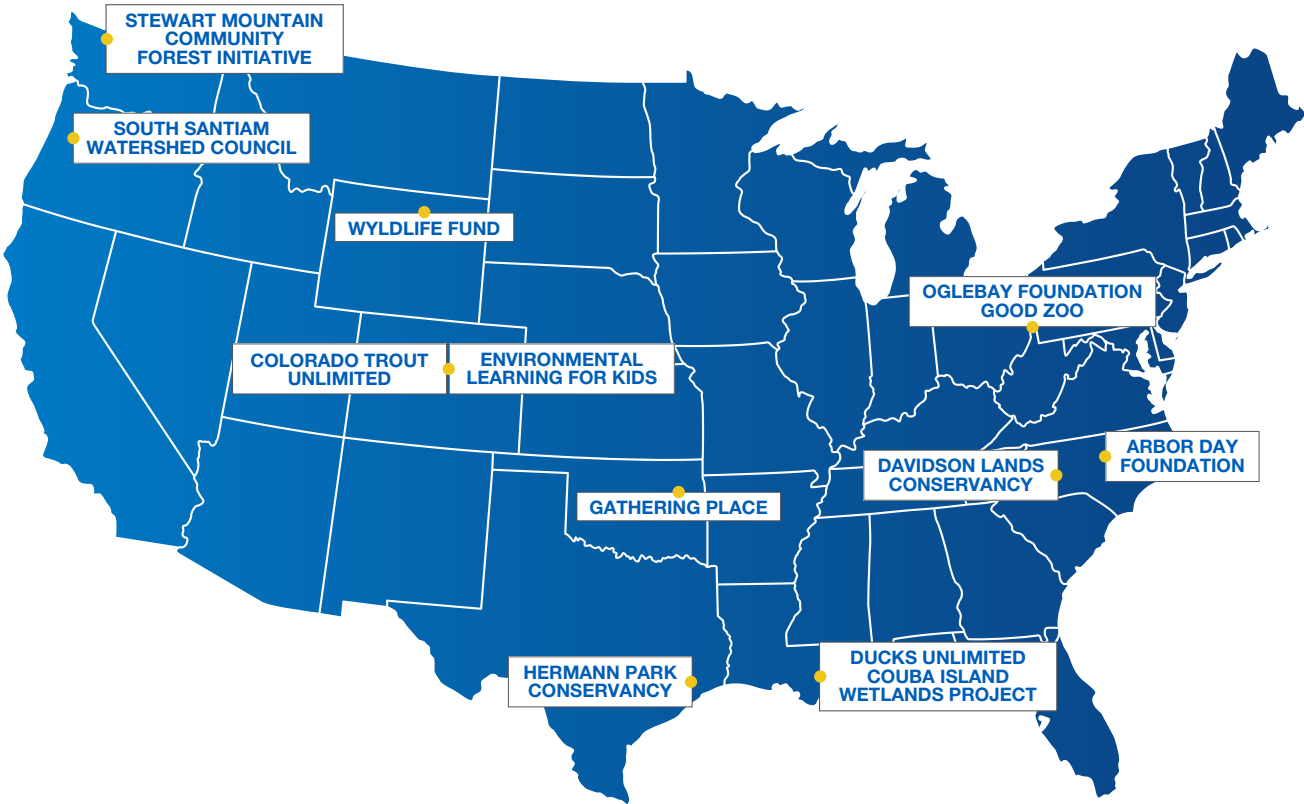 STEWART MOUNTAIN
COMMUNITY
FOREST INITIATIVE
SOUTH SANTIAM
WATERSHED COUNCIL
WYLDLIFE FUND
OGLEBAY FOUNDATION
GOOD ZOO
COLORADO TROUT
UNLIMITED
ENVIRONMENTAL
LEARNING FOR KIDS
ARBOR DAY
FOUNDATION
DAVIDSON LANDS
CONSERVANCY
GATHERING PLACE
HERMANN PARK
CONSERVANCY
DUCKS UNLIMITED
COUBA ISLAND
WETLANDS PROJECT